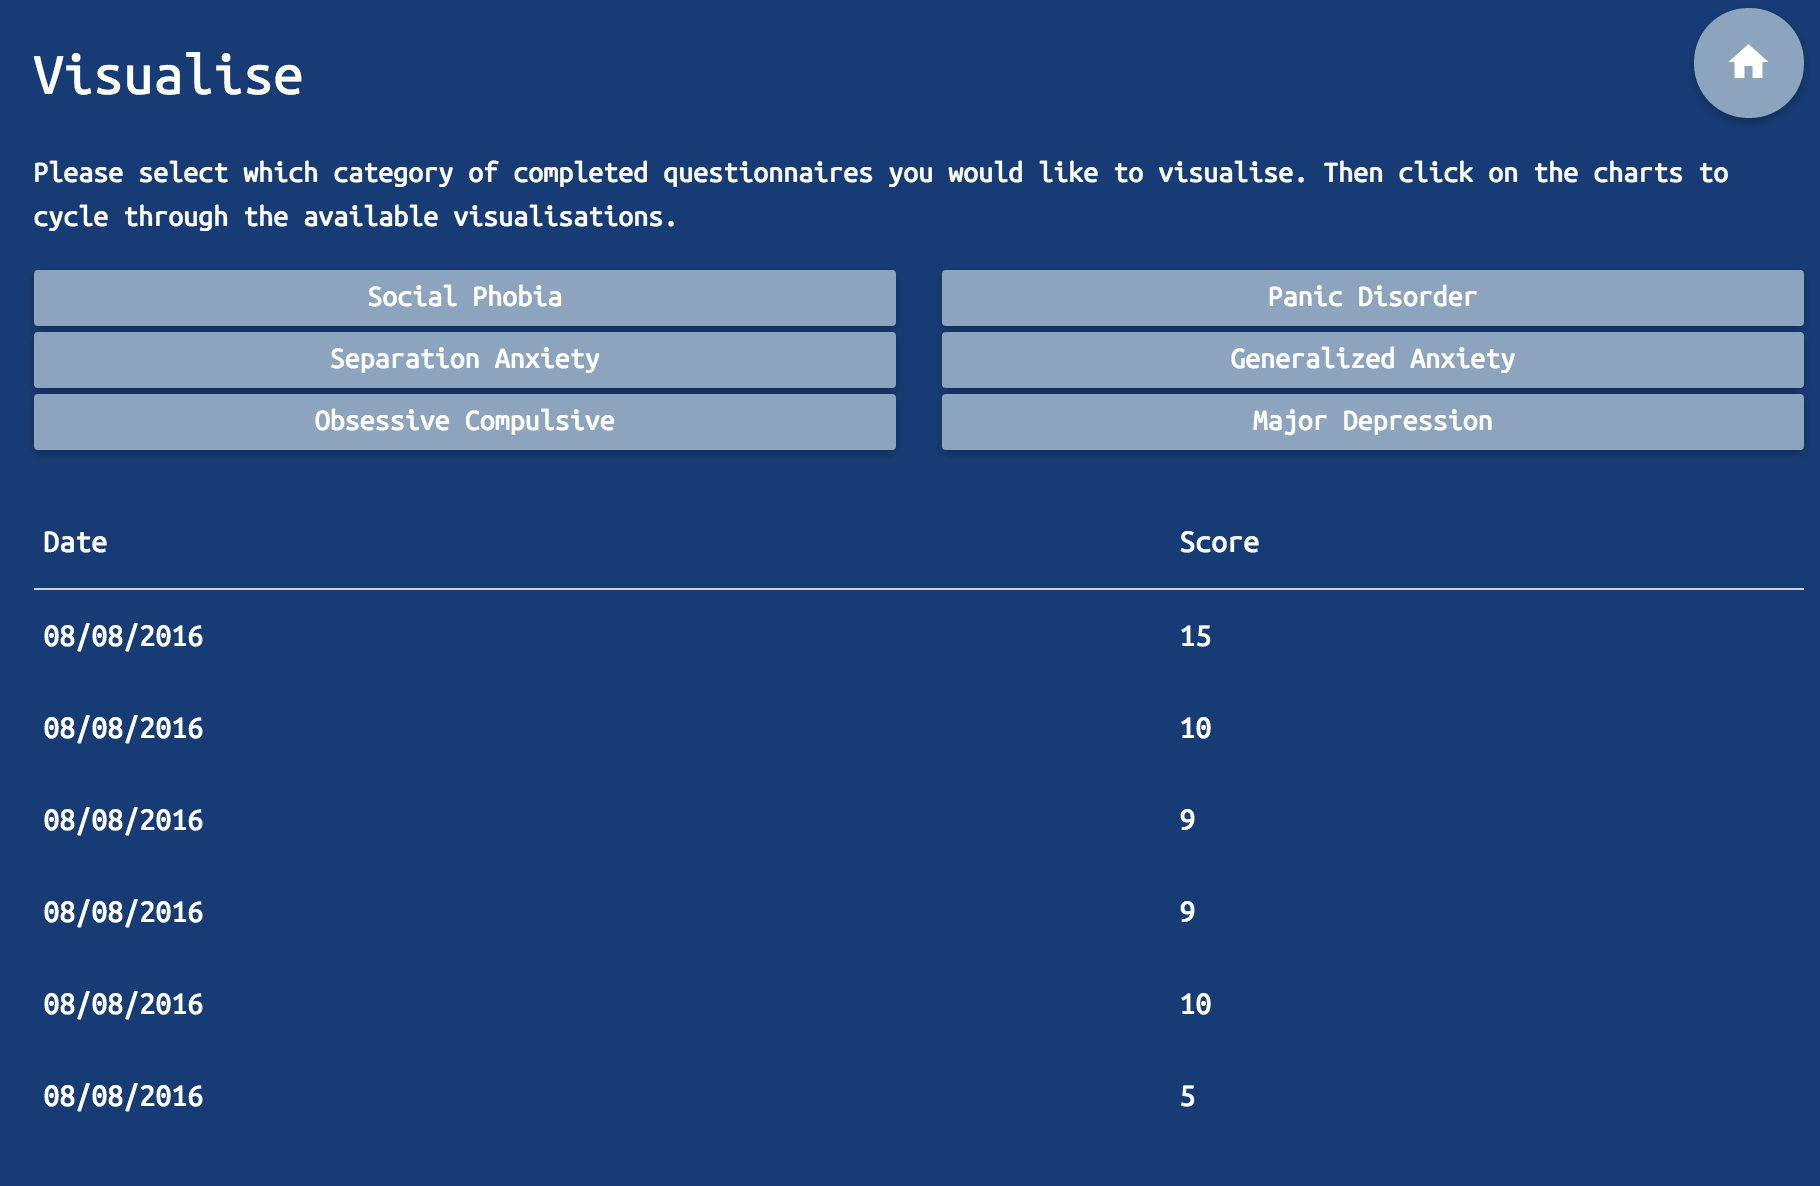 Visualise
Please select which category of completed questionnaires you would like to visualise. Then click on the charts to
cycle through the available visualisations.
Social Phobia
Panic Disorder
Separation Anxiety
Generalized Anxiety
Obsessive Compulsive
Major Depression
Date Score
08/08/2016 15
08/08/2016 10
08/08/2016 9
08/08/2016 9
08/08/2016 10
08/08/2016 5